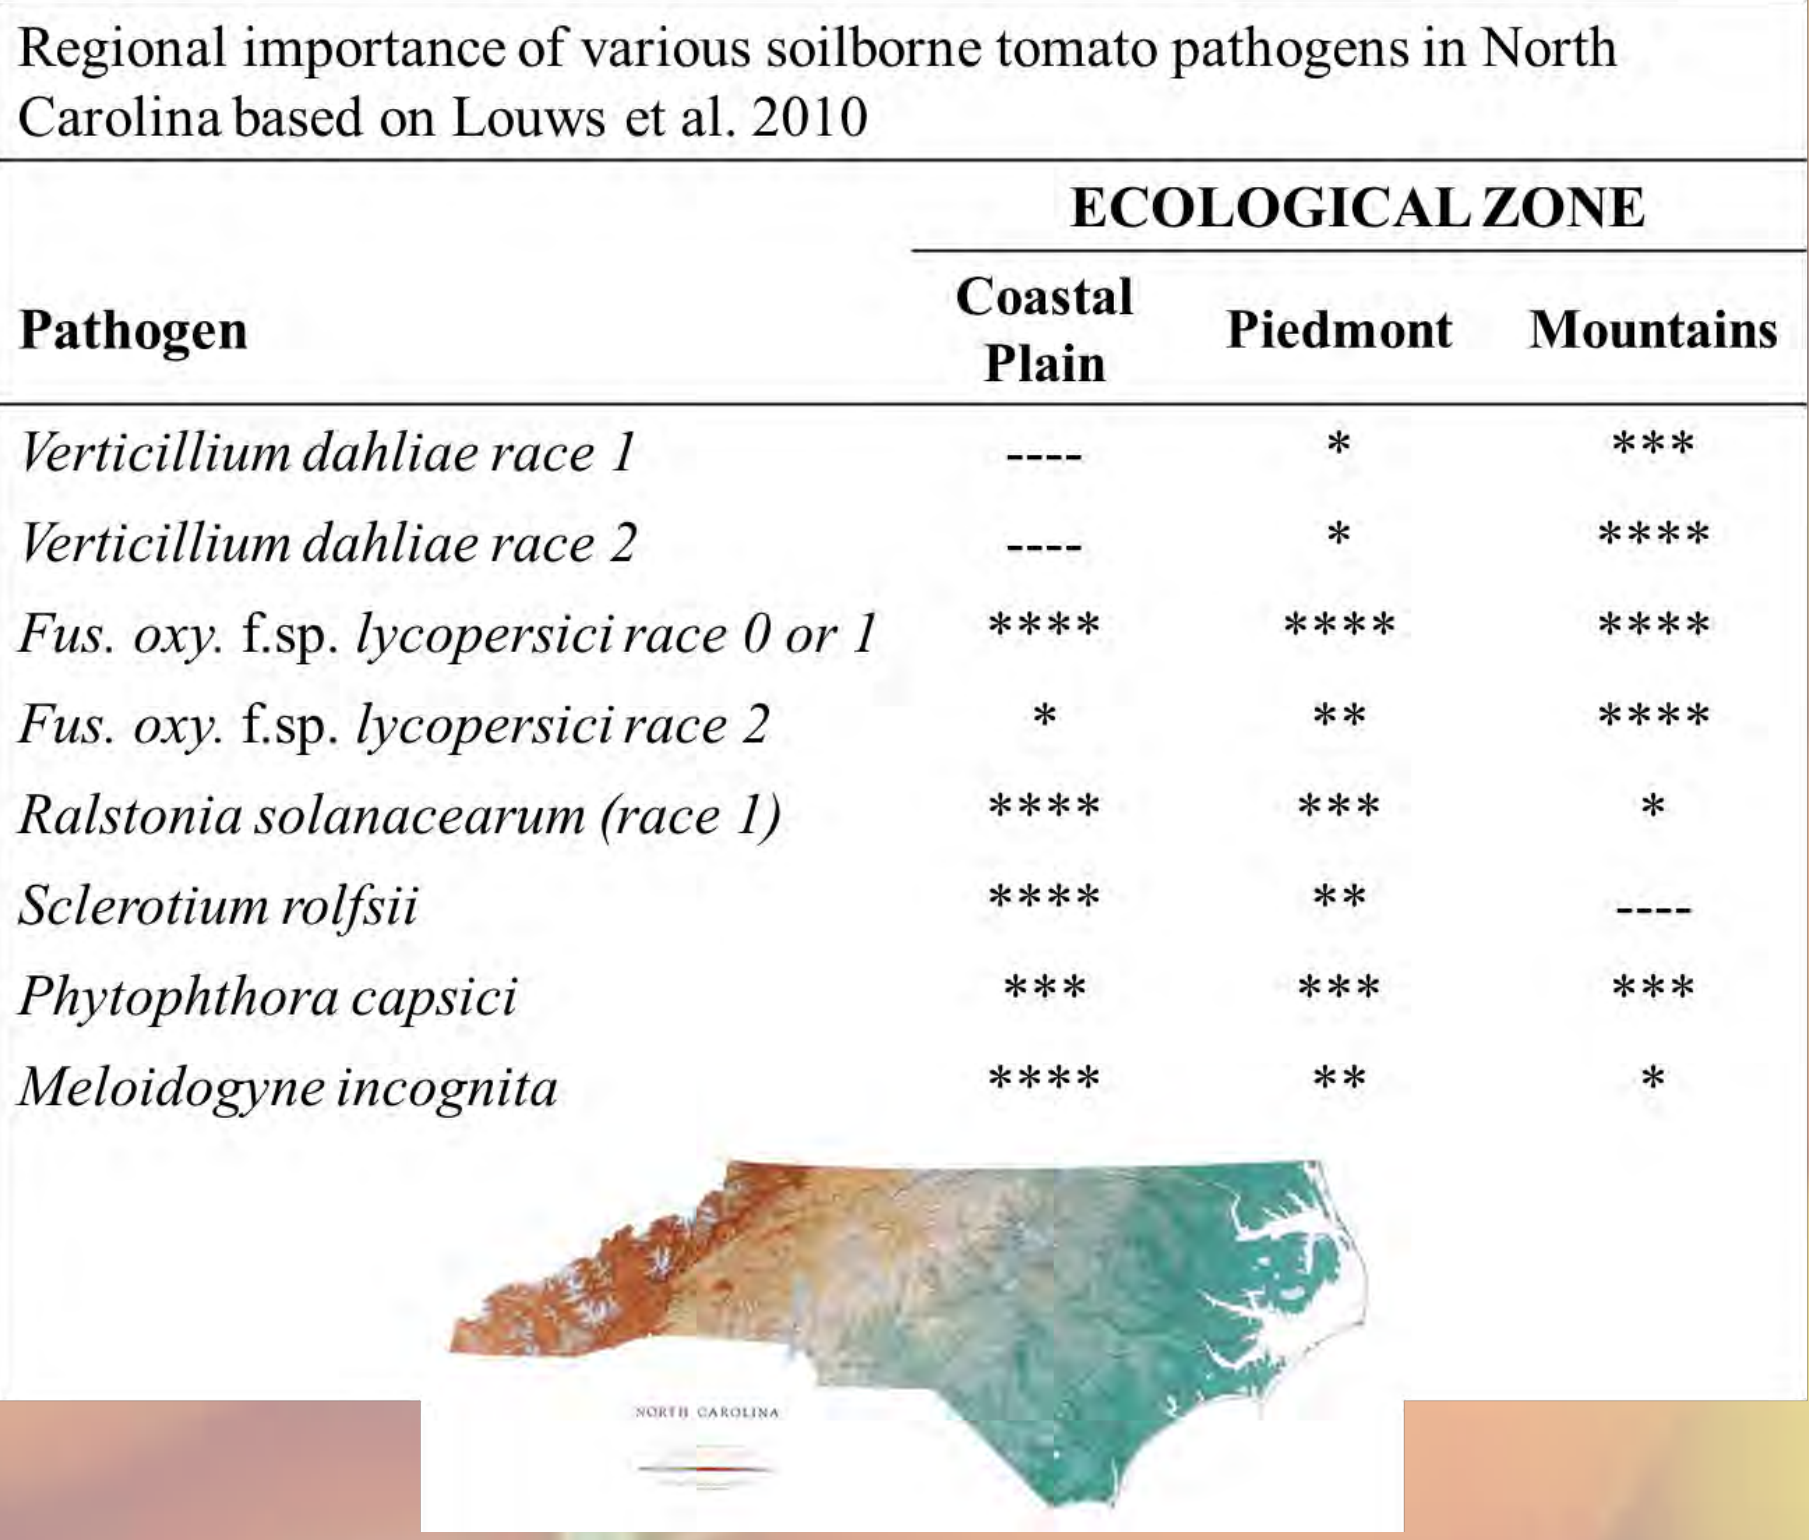 Regional importance of various soilborne tomato pathogens in North
Carolina based on Louws et al. 2010
ECOLOGICAL ZONE
Pathogen Coastal Plain Piedmont Mountains
Verticillium dahliae race 1 ---- * ***
Verticillium dahliae race 2 ---- * ****
Fus. oxy. f.sp. lycopersici race 0 or 1 **** **** ****
Fus. oxy. f.sp. lycopersici race 2 * ** ****
Ralstonia solanacearum (race 1) **** *** *
Sclerotium rolfsii **** ** ----
Phytophthora capsici *** *** ***
Meloidogyne incognita **** ** *
NORTH CAROLINA